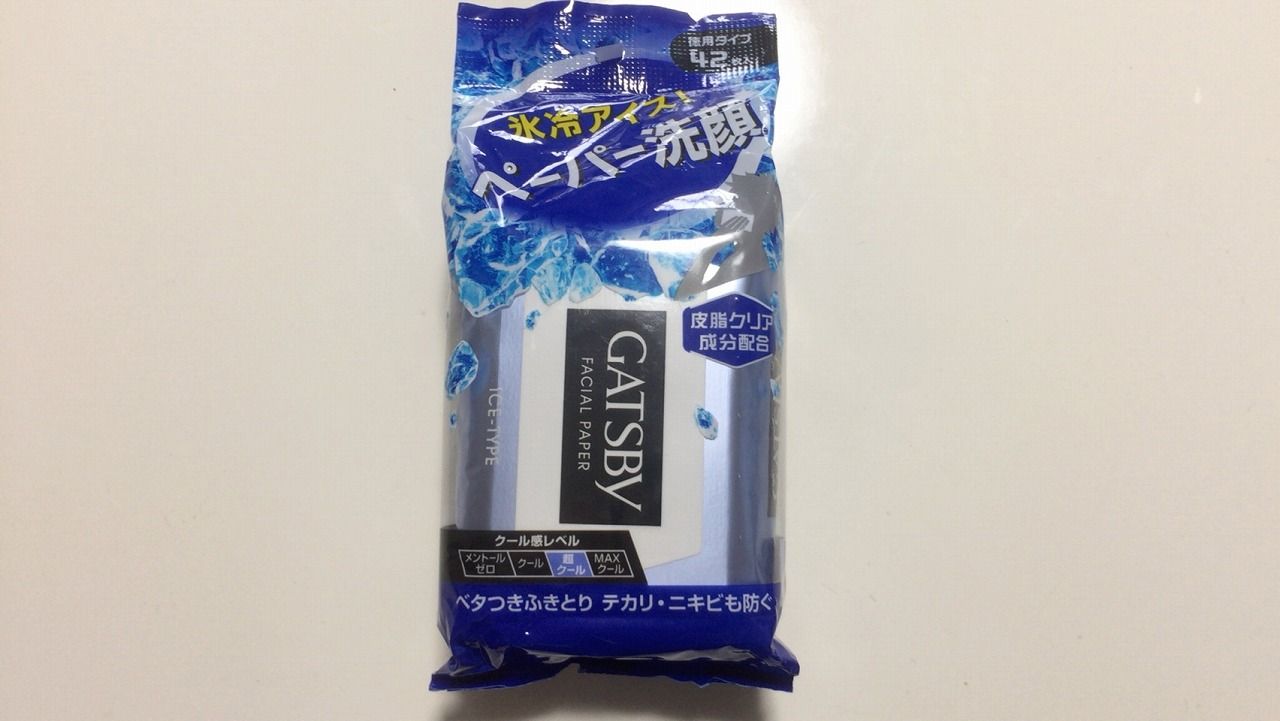 徳用タイプ
42枚入
氷冷アイス!
ペーパー洗顔
皮脂クリア
成分配合
GATSBY
FACIAL PAPER
ICE-TYPE
クール感レベル
メントール
ゼロ
クール
超
クール
MAX
クール
ベタつきふきとり テカリ・ニキビも防ぐ